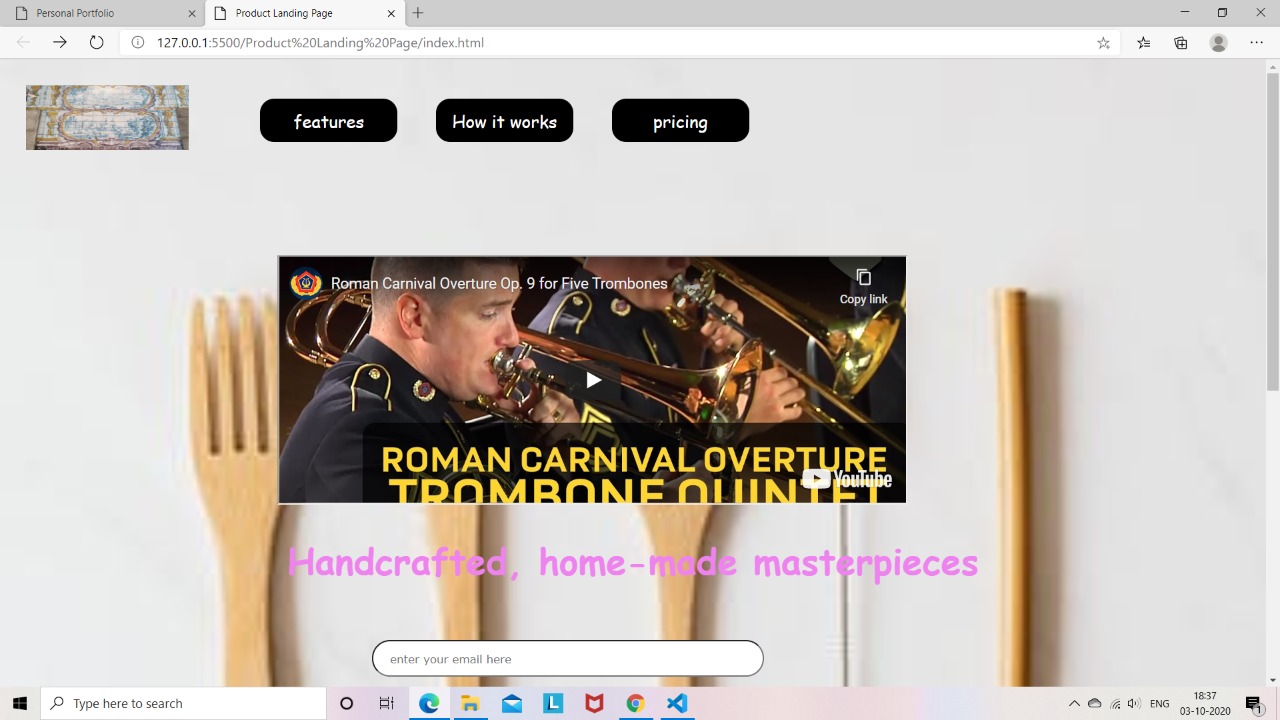 Personal Portfolio
Product Landing Page
127.0.0.1:5500/Product%20Landing%20Page/index.html
features
How it works
pricing
Roman Carnival Overture Op. 9 for Five Trombones
Copy link
ROMAN CARNIVAL OVERTURE
TROMBONE QUINTET
YouTube
Handcrafted, home-made masterpieces
enter your email here
Type here to search
ENG
18:37
03-10-2020
1